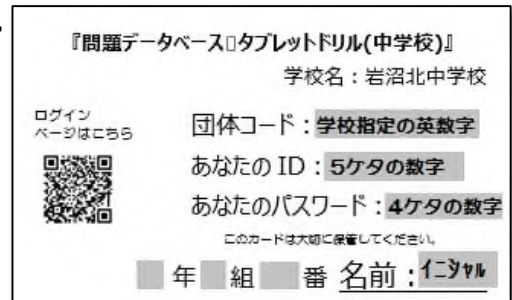 『問題データベース▯タブレットドリル(中学校)』
学校名：岩沼北中学校
ログイン
ページはこちら
団体コード：学校指定の英数字
あなたの ID：5ケタの数字
あなたのパスワード：4ケタの数字
このカードは大切に保管してください。
年 組 番 名前：イニシャル